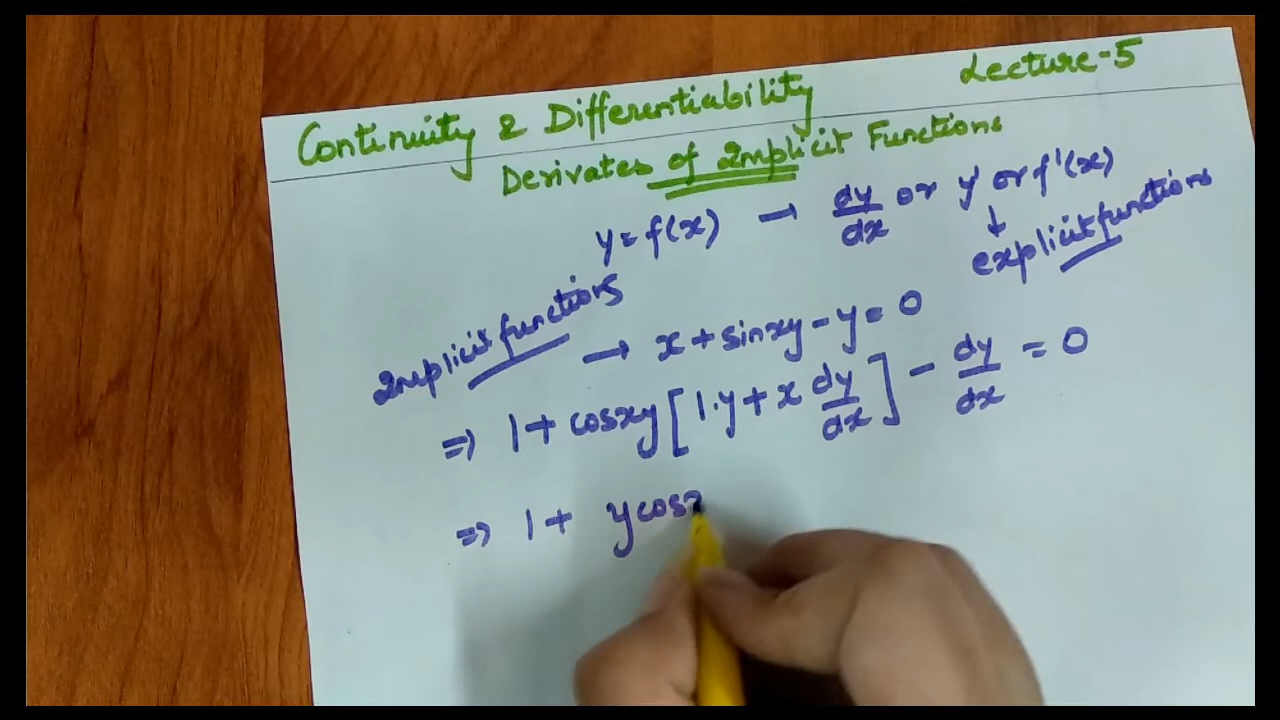 Continuity & Differentiability Lecture-5
Derivates of Implicit Functions
y = f(x) → dy/dx or y' or f'(x)
↓
explicit functions
Implicit functions
→ x + sinxy - y = 0
⇒ 1 + cosxy [1.y + x dy/dx] - dy/dx = 0
⇒ 1 + y cosx